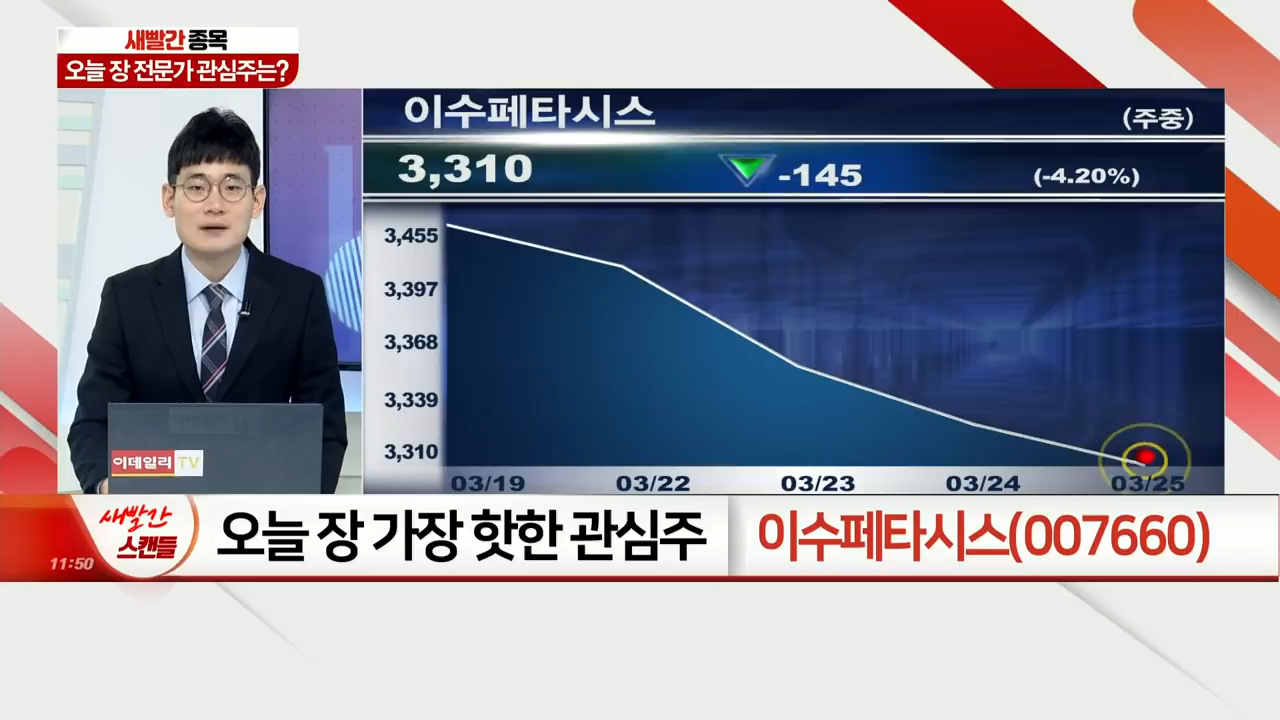 새빨간 종목
오늘 장 전문가 관심주는?
이수페타시스
(주중)
3,310
-145
(-4.20%)
3,455
3,397
3,368
3,339
3,310
03/19 03/22 03/23 03/24 03/25
이데일리 TV
새빨간
스캔들
11:50
오늘 장 가장 핫한 관심주
이수페타시스(007660)